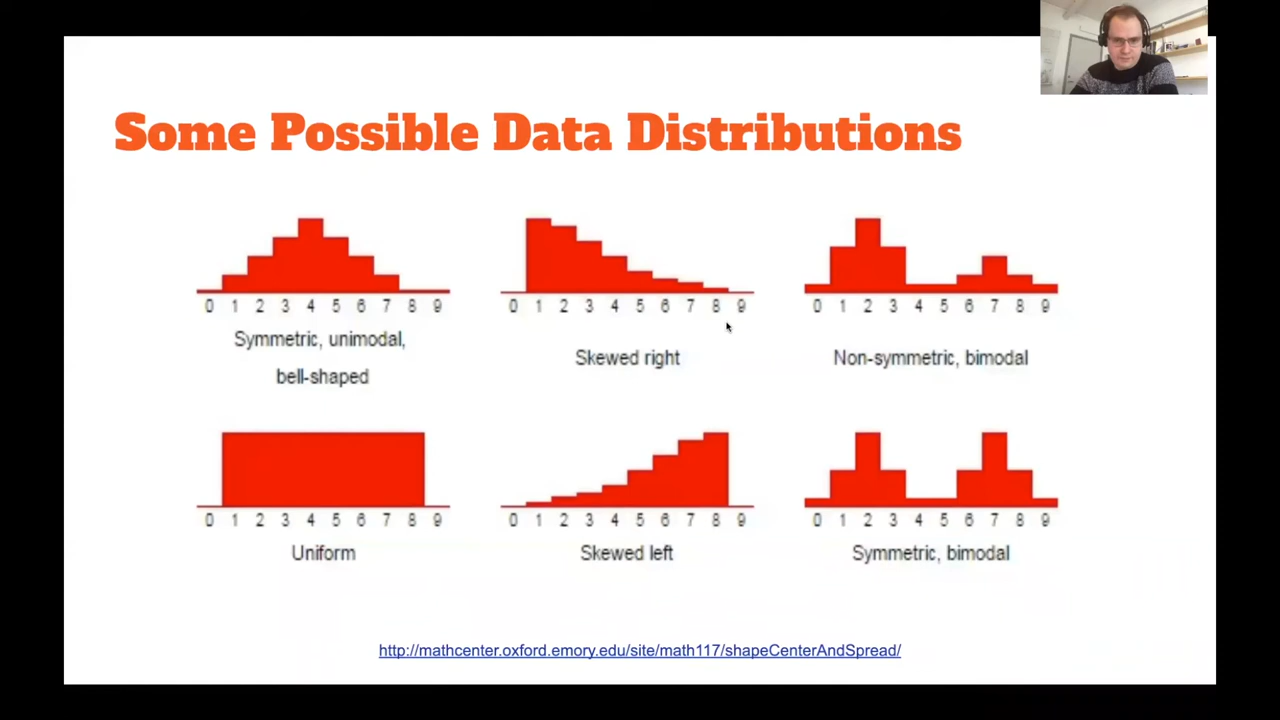 Some Possible Data Distributions
0 1 2 3 4 5 6 7 8 9
Symmetric, unimodal,
bell-shaped
0 1 2 3 4 5 6 7 8 9
Skewed right
0 1 2 3 4 5 6 7 8 9
Non-symmetric, bimodal
0 1 2 3 4 5 6 7 8 9
Uniform
0 1 2 3 4 5 6 7 8 9
Skewed left
0 1 2 3 4 5 6 7 8 9
Symmetric, bimodal
http://mathcenter.oxford.emory.edu/site/math117/shapeCenterAndSpread/